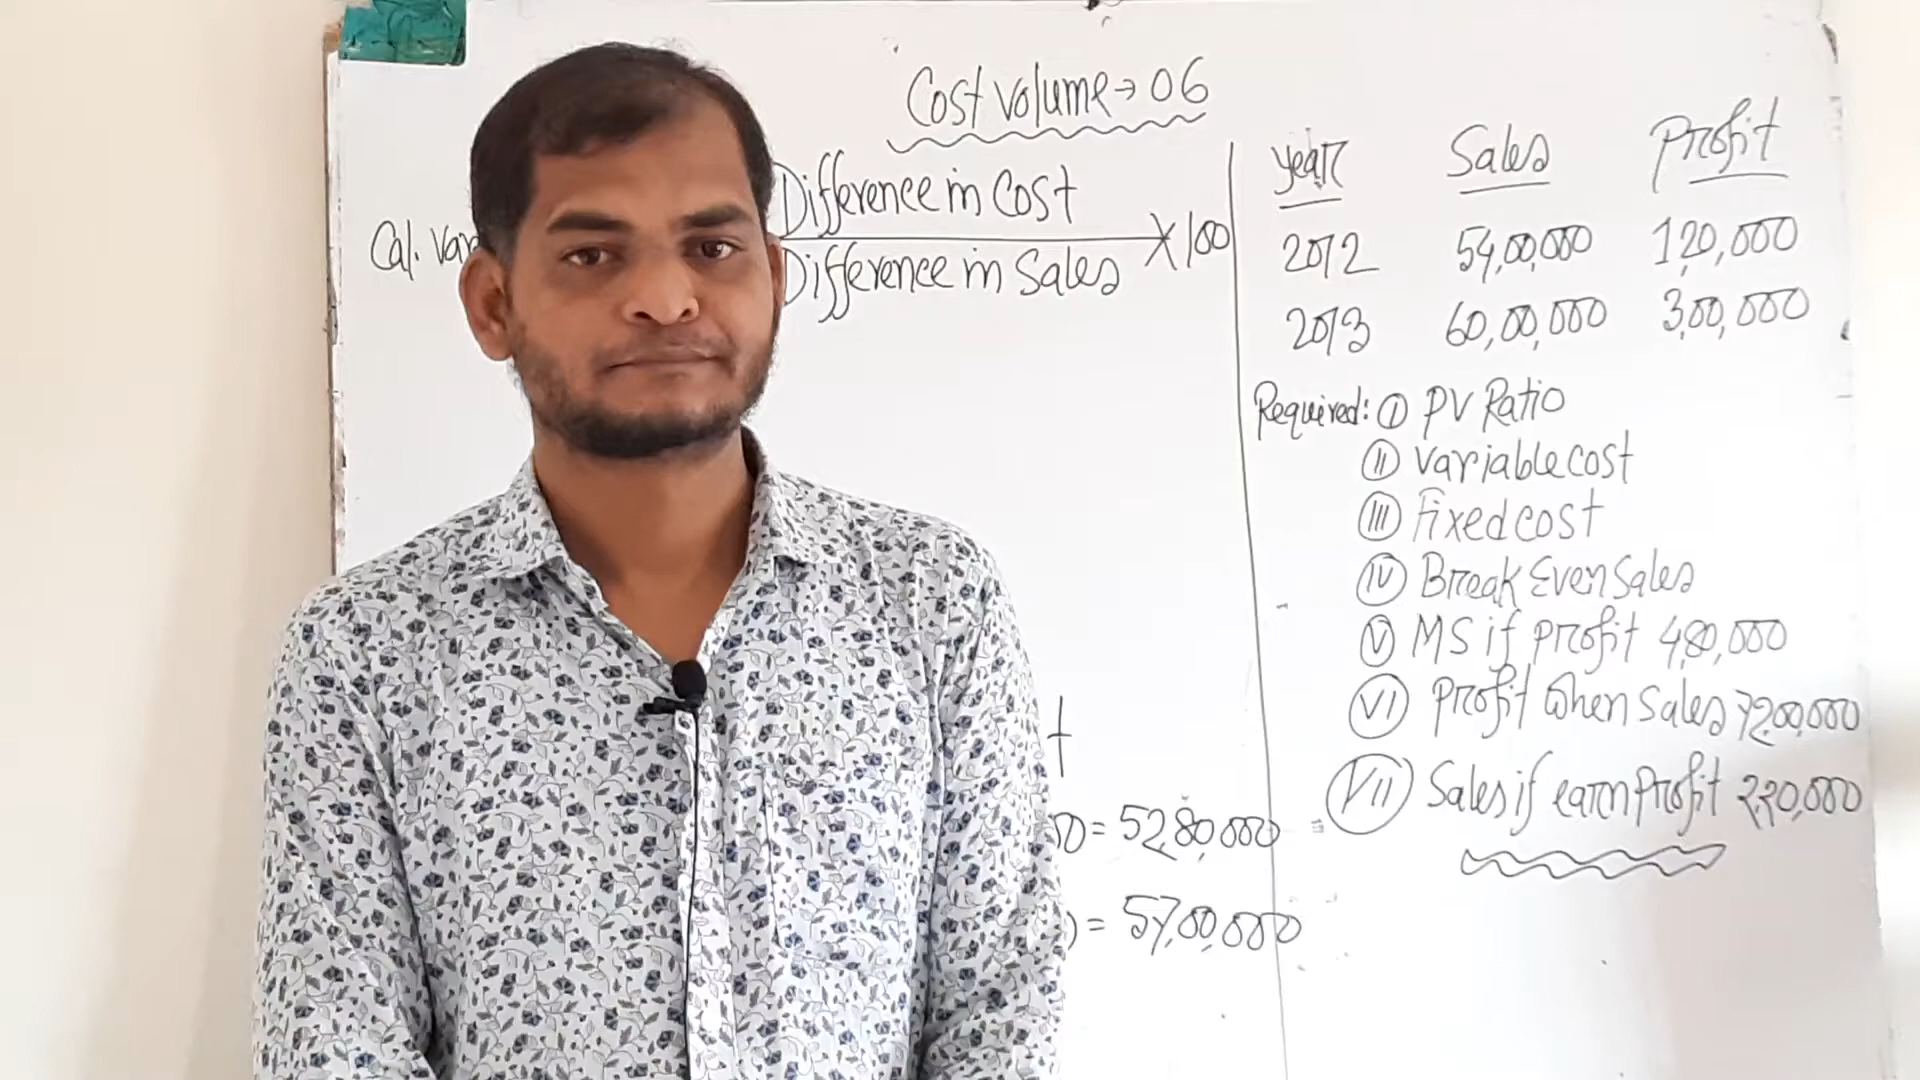 Cost volume → 06
Cal. Var
Difference in Cost
Difference in Sales
X 100
0 = 52,80,000
) = 57,00,000
Year Sales Profit
2012 54,00,000 1,20,000
2013 60,00,000 3,00,000
Required: (I) PV Ratio
(II) Variable cost
(III) Fixed cost
(IV) Break Even Sales
(V) MS if Profit 4,80,000
(VI) Profit when Sales 72,00,000
(VII) Sales if earn Profit 2,20,000